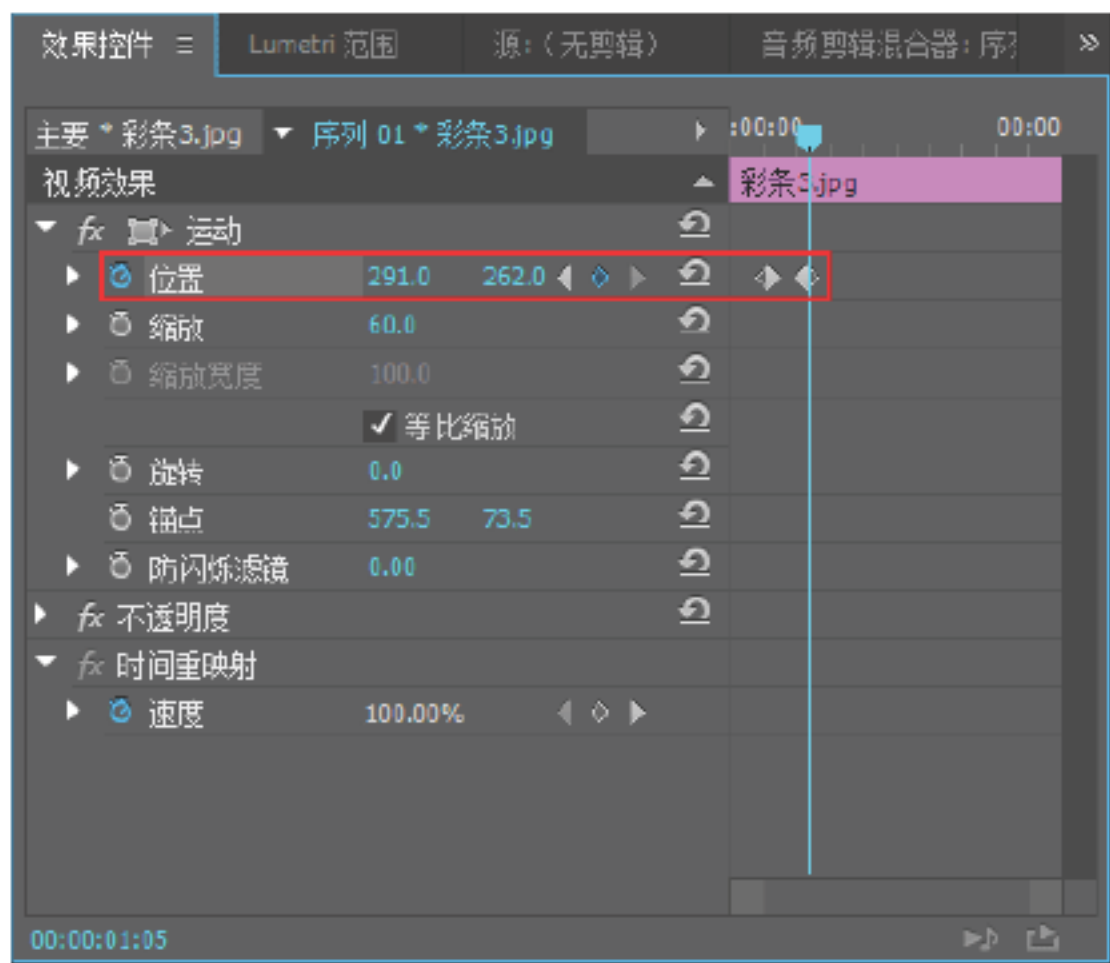 效果控件 Lumetri 范围 源:（无剪辑） 音频剪辑混合器: 序
主要 * 彩条3.jpg 序列 01 * 彩条3.jpg :00:00 00:00
视频效果 彩条3.jpg
fx 运动
位置 291.0 262.0
缩放 60.0
缩放宽度 100.0
等比缩放
旋转 0.0
锚点 575.5 73.5
防闪烁滤镜 0.00
fx 不透明度
fx 时间重映射
速度 100.00%
00:00:01:05